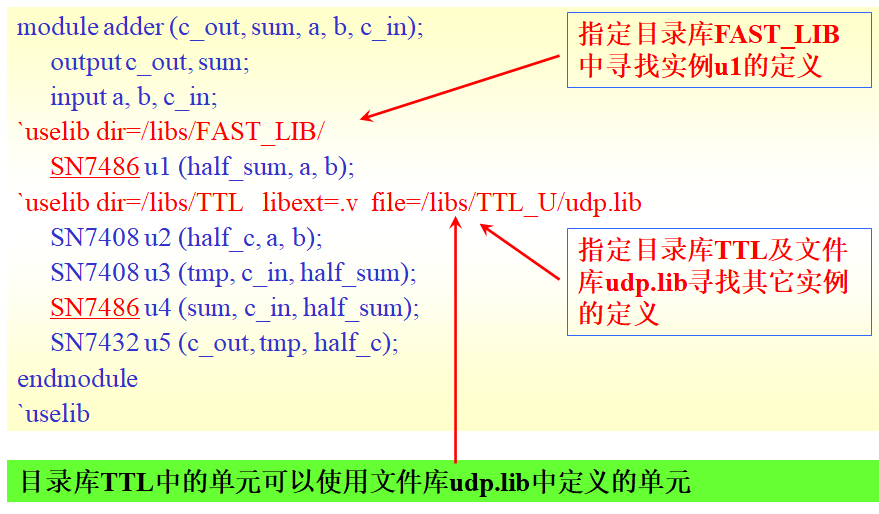 module adder (c_out, sum, a, b, c_in);
output c_out, sum;
input a, b, c_in;
`uselib dir=/libs/FAST_LIB/
SN7486 u1 (half_sum, a, b);
`uselib dir=/libs/TTL libext=.v file=/libs/TTL_U/udp.lib
SN7408 u2 (half_c, a, b);
SN7408 u3 (tmp, c_in, half_sum);
SN7486 u4 (sum, c_in, half_sum);
SN7432 u5 (c_out, tmp, half_c);
endmodule
`uselib
指定目录库FAST_LIB
中寻找实例u1的定义
指定目录库TTL及文件
库udp.lib寻找其它实例
的定义
目录库TTL中的单元可以使用文件库udp.lib中定义的单元